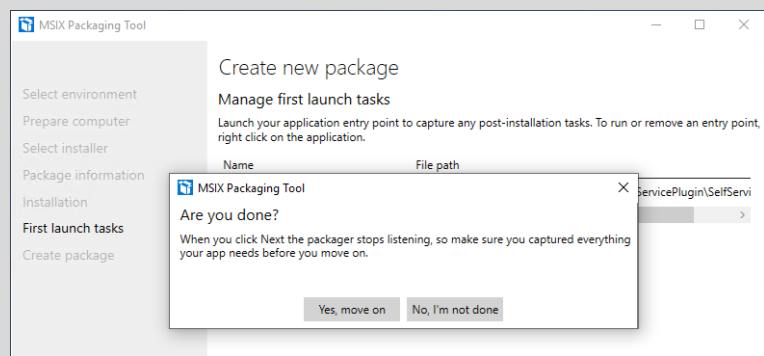 MSIX Packaging Tool
Create new package
Select environment
Prepare computer
Select installer
Package information
Installation
First launch tasks
Create package
Manage first launch tasks
Launch your application entry point to capture any post-installation tasks. To run or remove an entry point,
right click on the application.
Name File path
ServicePlugin\SelfServi
MSIX Packaging Tool
Are you done?
When you click Next the packager stops listening, so make sure you captured everything
your app needs before you move on.
Yes, move on No, I'm not done